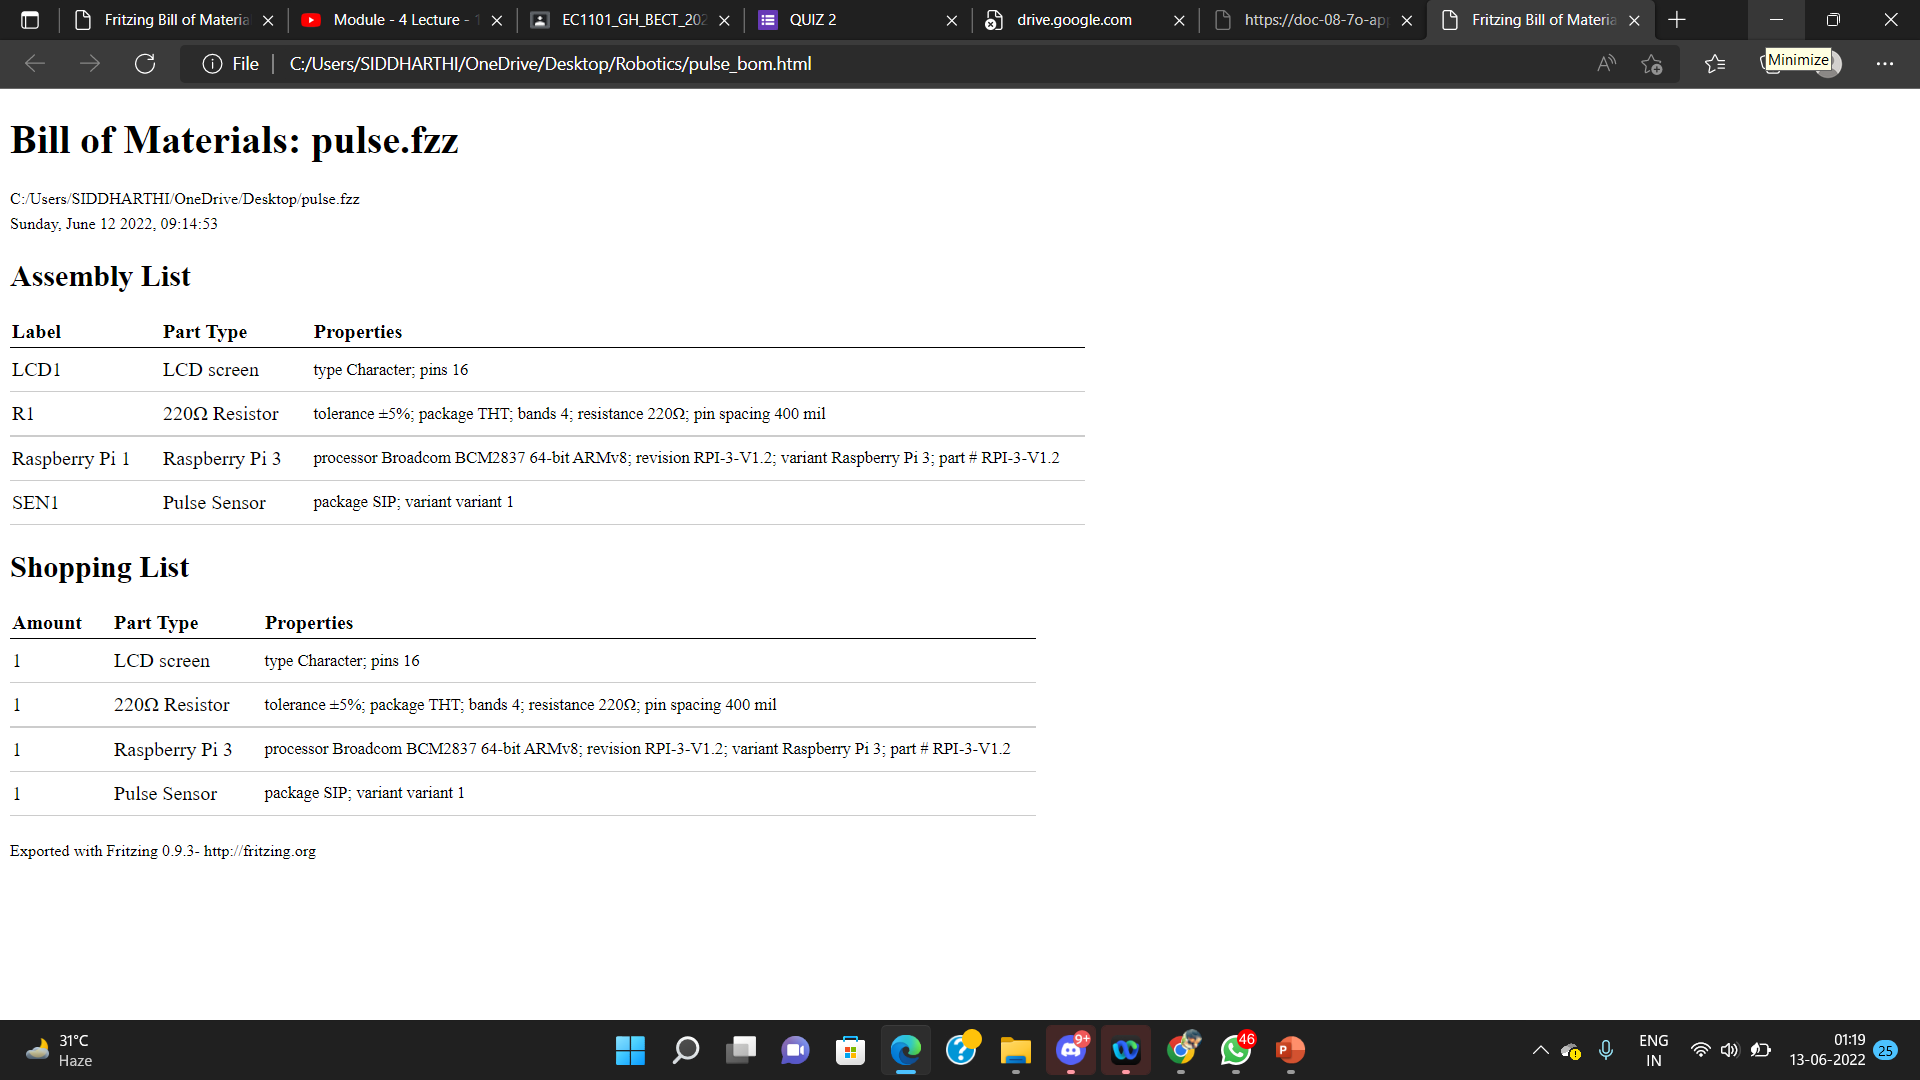 Fritzing Bill of Materia
Module - 4 Lecture - 1
EC1101_GH_BECT_202
QUIZ 2
drive.google.com
https://doc-08-7o-app
Fritzing Bill of Materia
File
C:/Users/SIDDHARTHI/OneDrive/Desktop/Robotics/pulse_bom.html
Minimize
Bill of Materials: pulse.fzz
C:/Users/SIDDHARTHI/OneDrive/Desktop/pulse.fzz
Sunday, June 12 2022, 09:14:53
Assembly List
Label Part Type Properties
LCD1 LCD screen type Character; pins 16
R1 220Ω Resistor tolerance ±5%; package THT; bands 4; resistance 220Ω; pin spacing 400 mil
Raspberry Pi 1 Raspberry Pi 3 processor Broadcom BCM2837 64-bit ARMv8; revision RPI-3-V1.2; variant Raspberry Pi 3; part # RPI-3-V1.2
SEN1 Pulse Sensor package SIP; variant variant 1
Shopping List
Amount Part Type Properties
1 LCD screen type Character; pins 16
1 220Ω Resistor tolerance ±5%; package THT; bands 4; resistance 220Ω; pin spacing 400 mil
1 Raspberry Pi 3 processor Broadcom BCM2837 64-bit ARMv8; revision RPI-3-V1.2; variant Raspberry Pi 3; part # RPI-3-V1.2
1 Pulse Sensor package SIP; variant variant 1
Exported with Fritzing 0.9.3- http://fritzing.org
31°C
Haze
9+
46
ENG
IN
01:19
13-06-2022
25